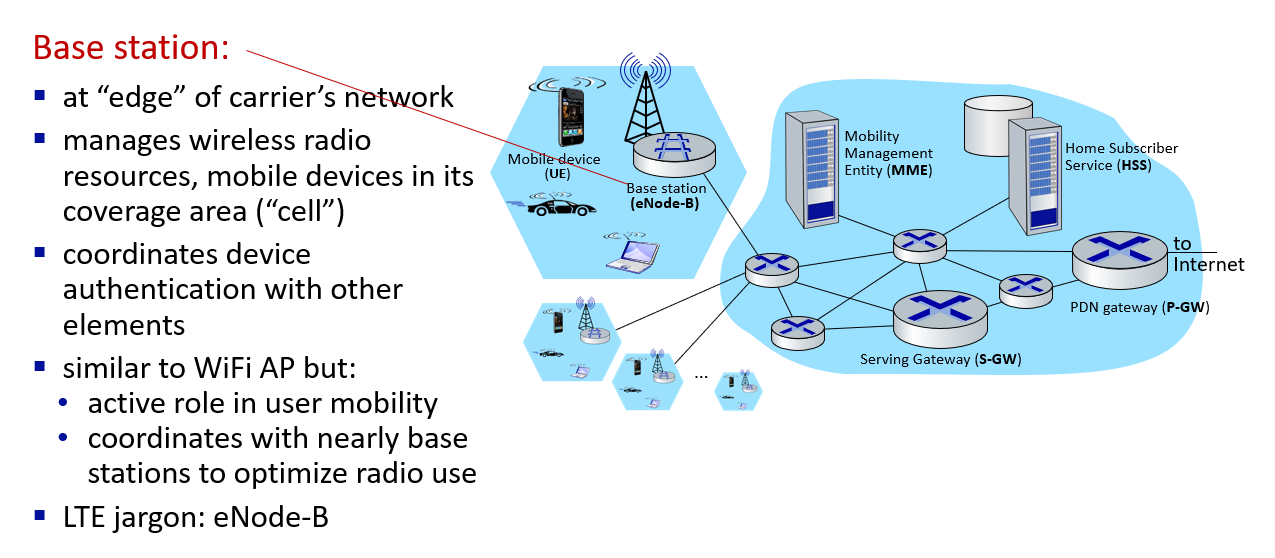 Base station:
▪ at “edge” of carrier’s network
▪ manages wireless radio
resources, mobile devices in its
coverage area (“cell”)
▪ coordinates device
authentication with other
elements
▪ similar to WiFi AP but:
• active role in user mobility
• coordinates with nearly base
stations to optimize radio use
▪ LTE jargon: eNode-B
Mobile device
(UE)
Base station
(eNode-B)
Mobility
Management
Entity (MME)
Home Subscriber
Service (HSS)
to
Internet
PDN gateway (P-GW)
Serving Gateway (S-GW)
...